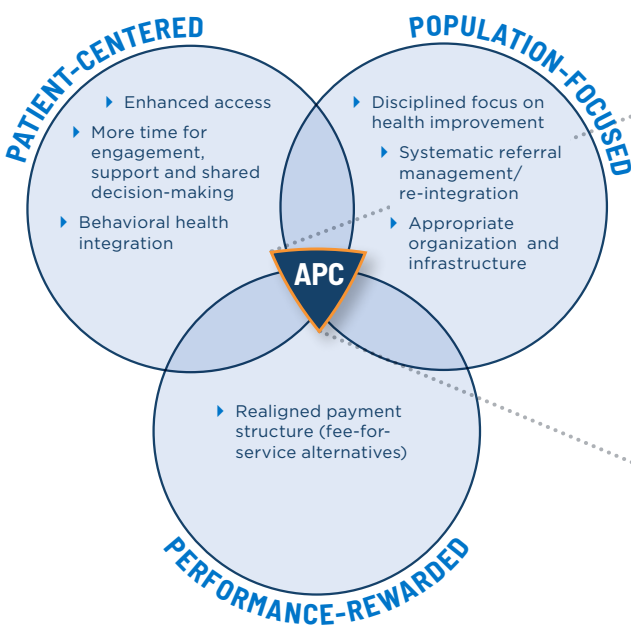 PATIENT-CENTERED
▸ Enhanced access
▸ More time for
engagement,
support and shared
decision-making
▸ Behavioral health
integration
POPULATION-FOCUSED
▸ Disciplined focus on
health improvement
▸ Systematic referral
management/
re-integration
▸ Appropriate
organization and
infrastructure
APC
▸ Realigned payment
structure (fee-for-
service alternatives)
PERFORMANCE-REWARDED